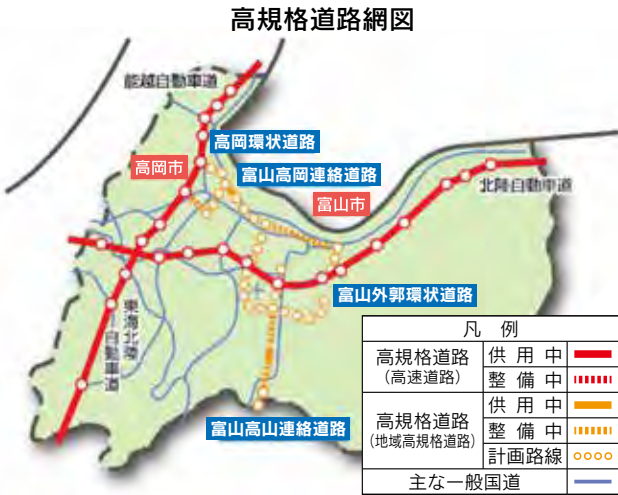 高規格道路網図
能越自動車道
高岡環状道路
高岡市
富山高岡連絡道路
富山市
北陸自動車道
富山外郭環状道路
東海北陸
自動車道
富山高山連絡道路
凡 例
高規格道路
(高速道路)
供用中
整備中
高規格道路
(地域高規格道路)
供用中
整備中
計画路線
主な一般国道